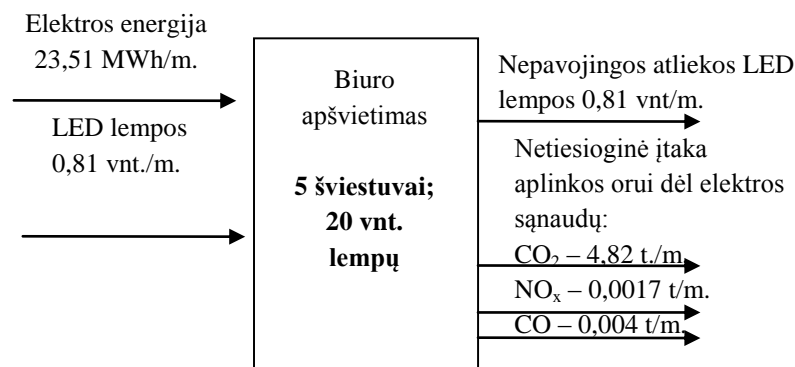 Elektros energija
23,51 MWh/m.
LED lempos
0,81 vnt./m.
Biuro
apšvietimas
5 šviestuvai;
20 vnt.
lempų
Nepavojingos atliekos LED
lempos 0,81 vnt/m.
Netiesioginė įtaka
aplinkos orui dėl elektros
sąnaudų:
CO₂ – 4,82 t./m.
NOₓ – 0,0017 t/m.
CO – 0,004 t/m.